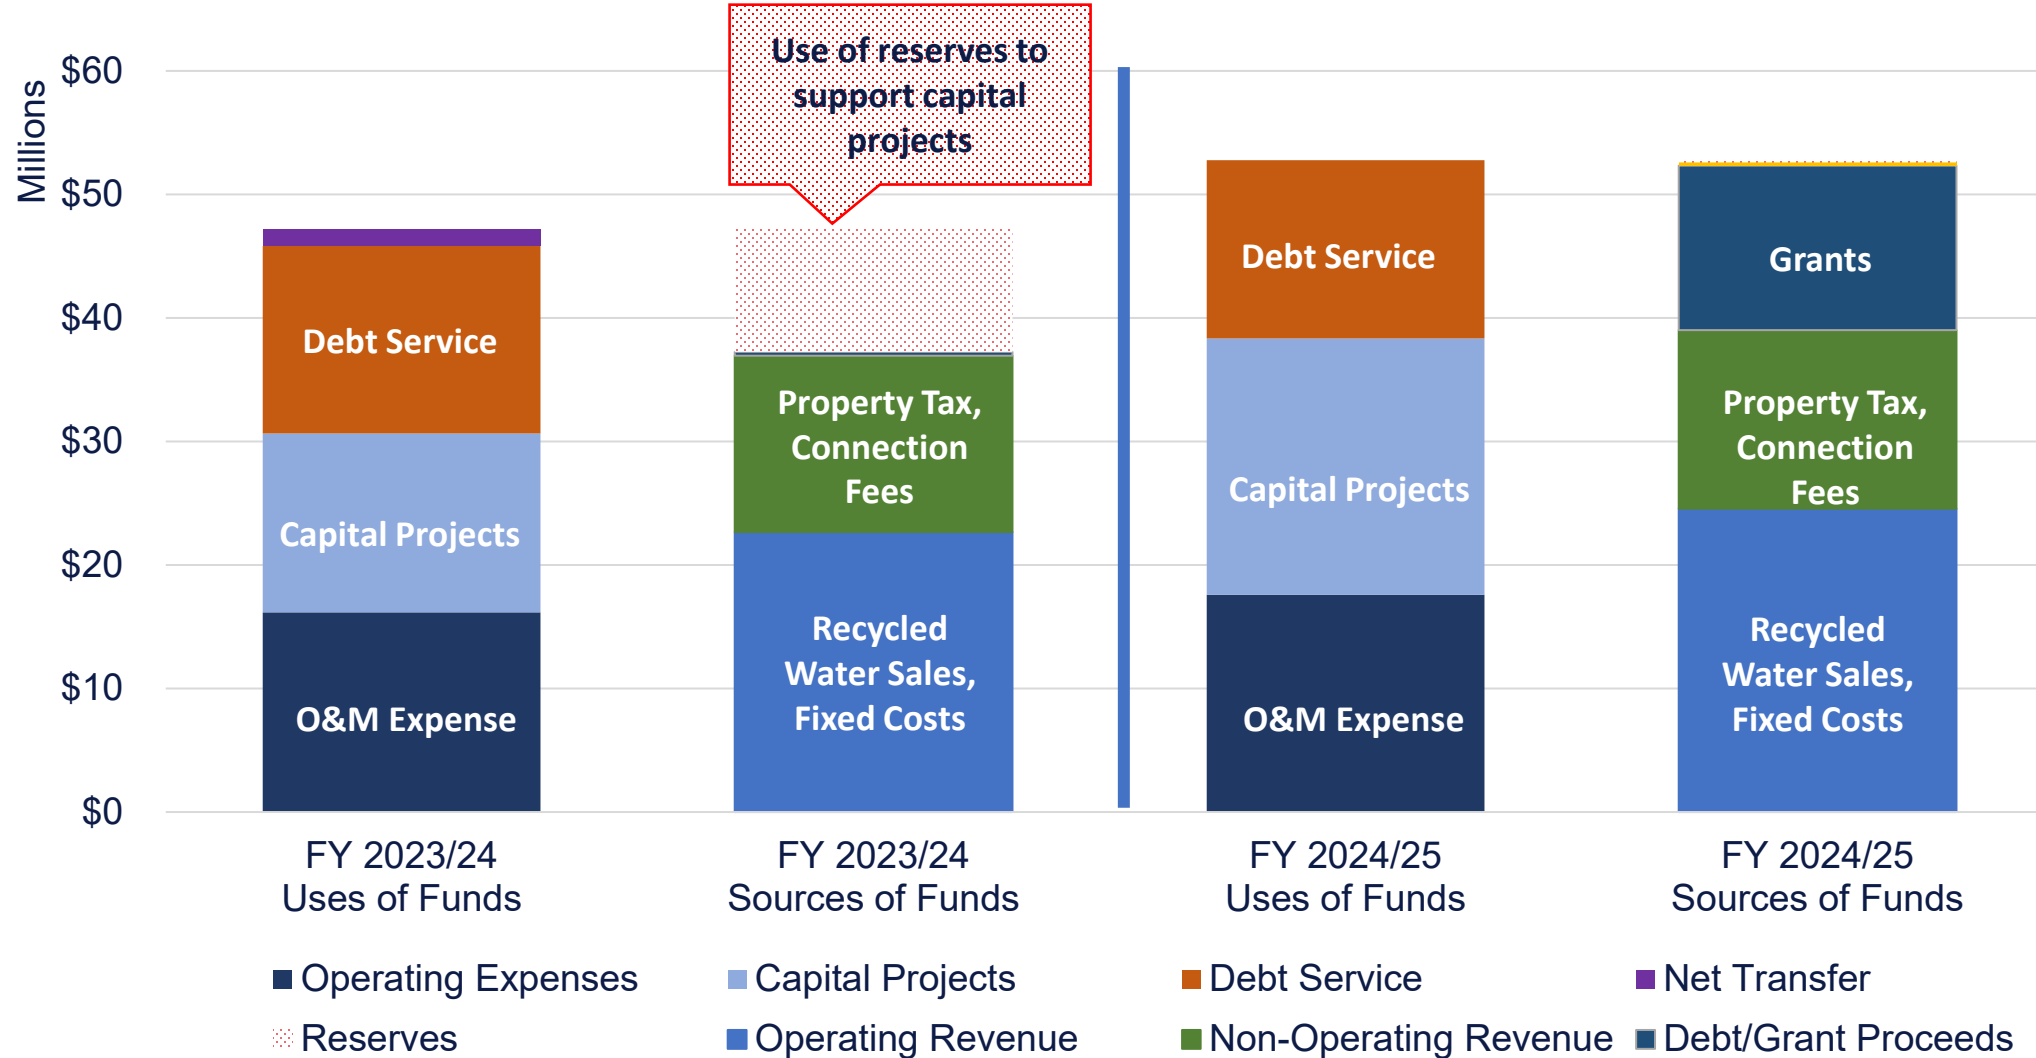 Use of reserves to
support capital
projects
Millions
$60
$50
$40
$30
$20
$10
$0
Debt Service
Capital Projects
O&M Expense
Property Tax,
Connection
Fees
Recycled
Water Sales,
Fixed Costs
Debt Service
Capital Projects
O&M Expense
Grants
Property Tax,
Connection
Fees
Recycled
Water Sales,
Fixed Costs
FY 2023/24
Uses of Funds
FY 2023/24
Sources of Funds
FY 2024/25
Uses of Funds
FY 2024/25
Sources of Funds
Operating Expenses
Capital Projects
Debt Service
Net Transfer
Reserves
Operating Revenue
Non-Operating Revenue
Debt/Grant Proceeds